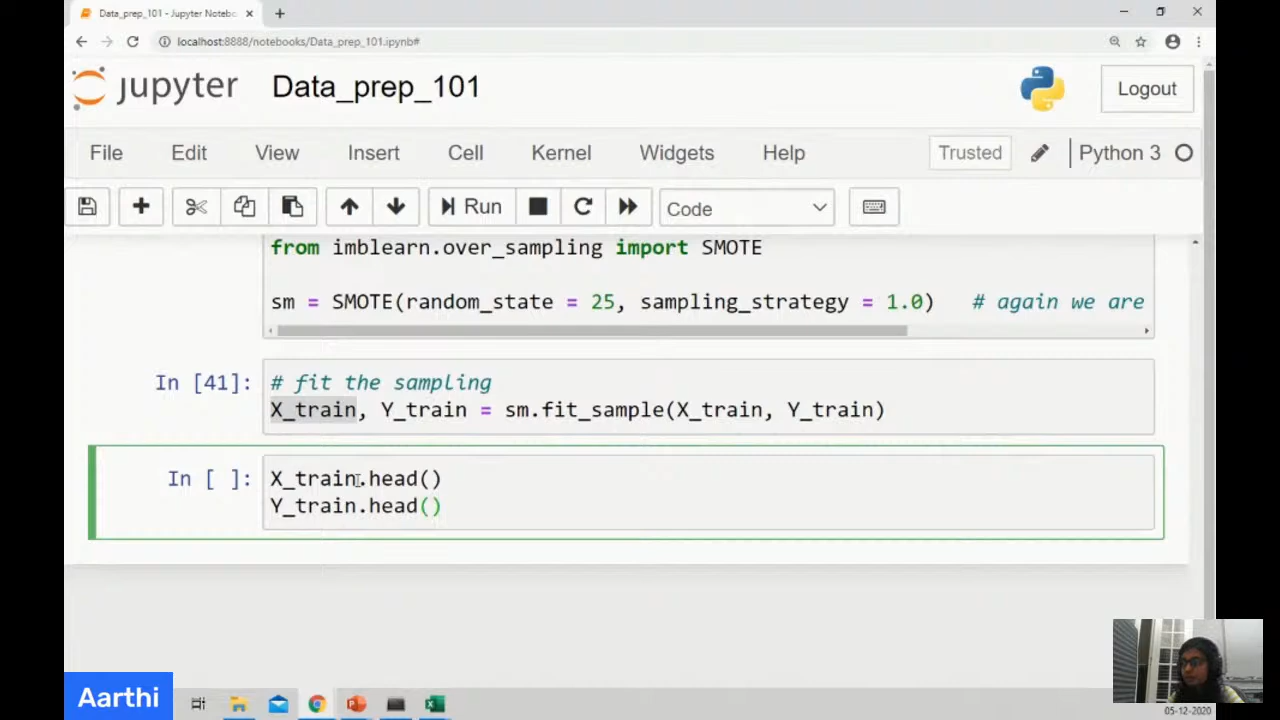 Data_prep_101 - Jupyter Noteb
localhost:8888/notebooks/Data_prep_101.ipynb#
jupyter Data_prep_101 Logout
File Edit View Insert Cell Kernel Widgets Help Trusted Python 3
Run Code
from imblearn.over_sampling import SMOTE
sm = SMOTE(random_state = 25, sampling_strategy = 1.0) # again we are
In [41]: # fit the sampling
X_train, Y_train = sm.fit_sample(X_train, Y_train)
In [ ]: X_train.head()
Y_train.head()
Aarthi
05-12-2020